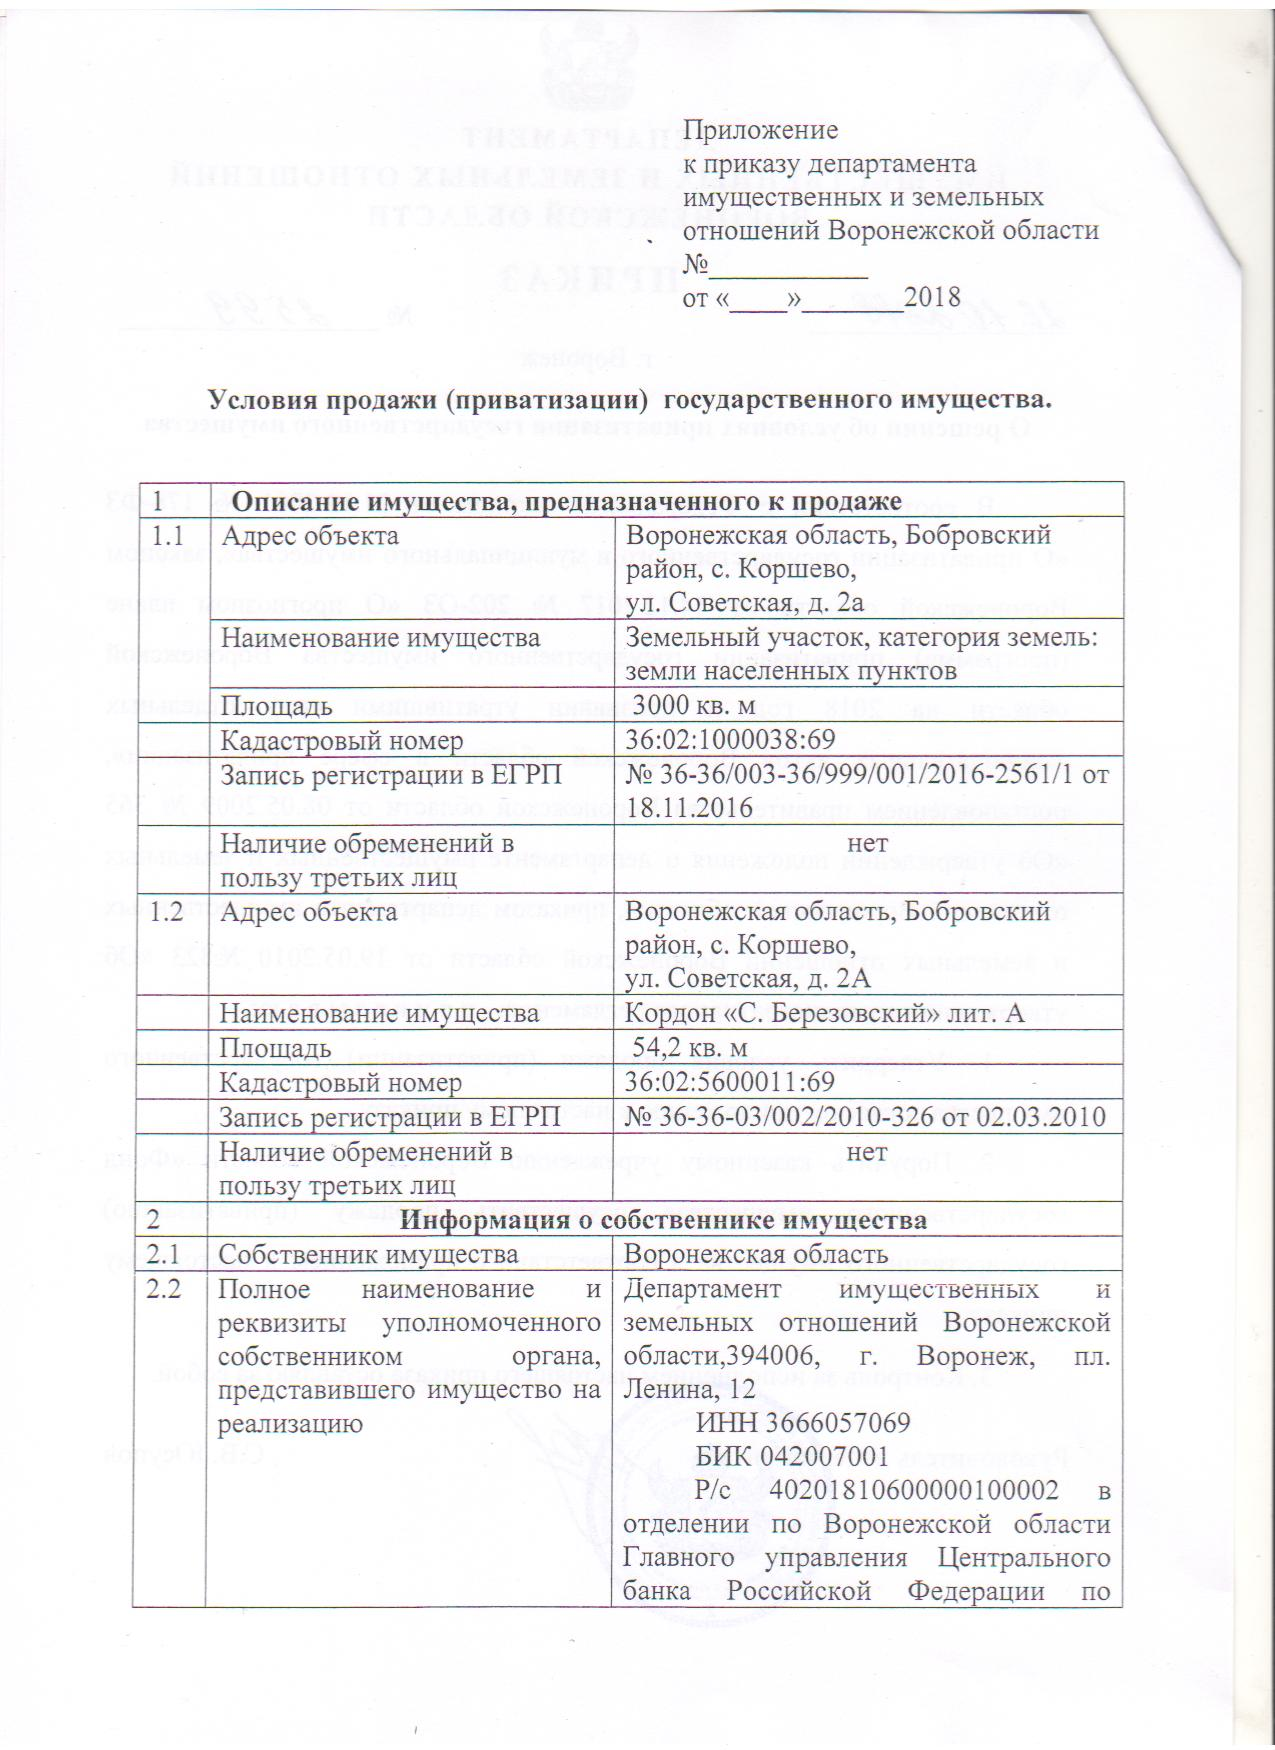 Приложение
к приказу департамента
имущественных и земельных
отношений Воронежской области
№___________
от «____»_______2018
Условия продажи (приватизации) государственного имущества.
1 Описание имущества, предназначенного к продаже
1.1 Адрес объекта Воронежская область, Бобровский
район, с. Коршево,
ул. Советская, д. 2а
Наименование имущества Земельный участок, категория земель:
земли населенных пунктов
Площадь 3000 кв. м
Кадастровый номер 36:02:1000038:69
Запись регистрации в ЕГРП № 36-36/003-36/999/001/2016-2561/1 от
18.11.2016
Наличие обременений в нет
пользу третьих лиц
1.2 Адрес объекта Воронежская область, Бобровский
район, с. Коршево,
ул. Советская, д. 2А
Наименование имущества Кордон «С. Березовский» лит. А
Площадь 54,2 кв. м
Кадастровый номер 36:02:5600011:69
Запись регистрации в ЕГРП № 36-36-03/002/2010-326 от 02.03.2010
Наличие обременений в нет
пользу третьих лиц
2 Информация о собственнике имущества
2.1 Собственник имущества Воронежская область
2.2 Полное наименование и Департамент имущественных и
реквизиты уполномоченного земельных отношений Воронежской
собственником органа, области,394006, г. Воронеж, пл.
представившего имущество на Ленина, 12
реализацию ИНН 3666057069
БИК 042007001
Р/с 40201810600000100002 в
отделении по Воронежской области
Главного управления Центрального
банка Российской Федерации по